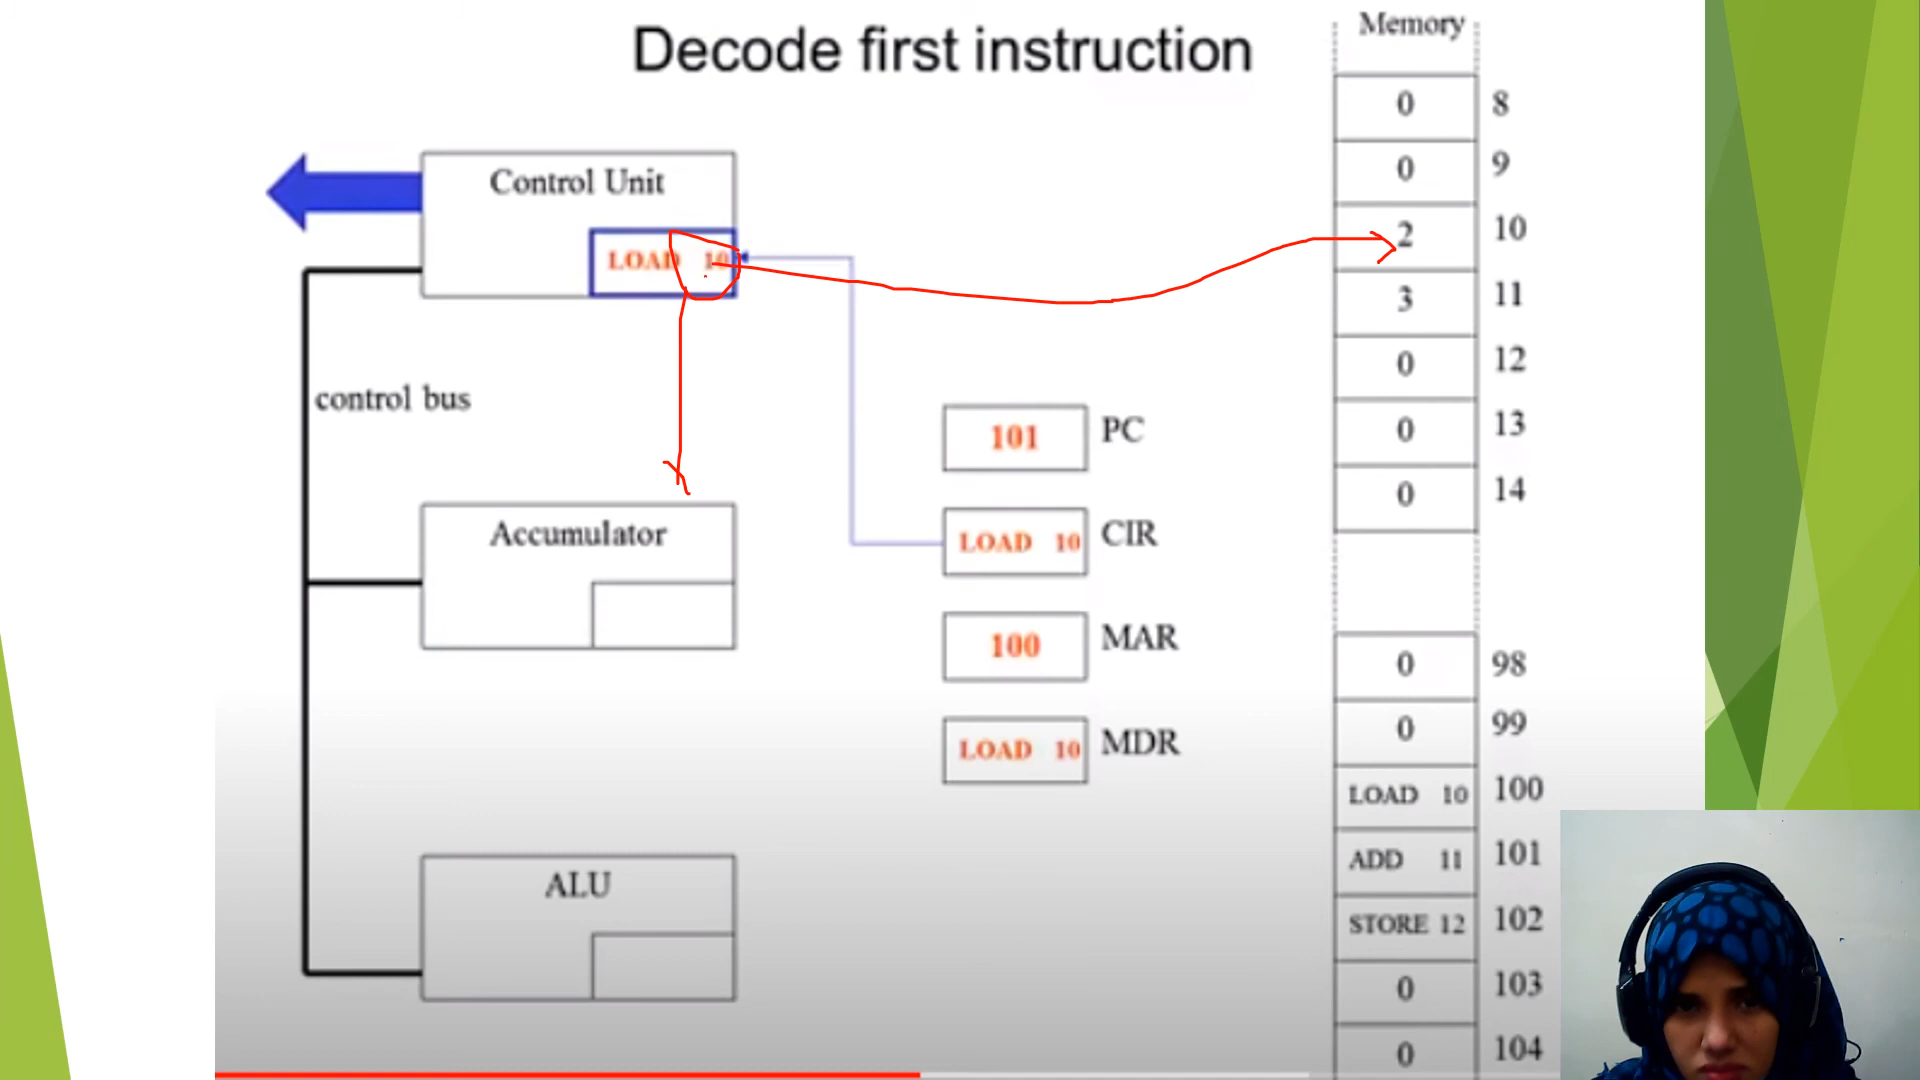 Decode first instruction
Memory
0 8
0 9
2 10
3 11
0 12
0 13
0 14
0 98
0 99
LOAD 10 100
ADD 11 101
STORE 12 102
0 103
0 104
Control Unit
LOAD 10
control bus
Accumulator
ALU
101 PC
LOAD 10 CIR
100 MAR
LOAD 10 MDR